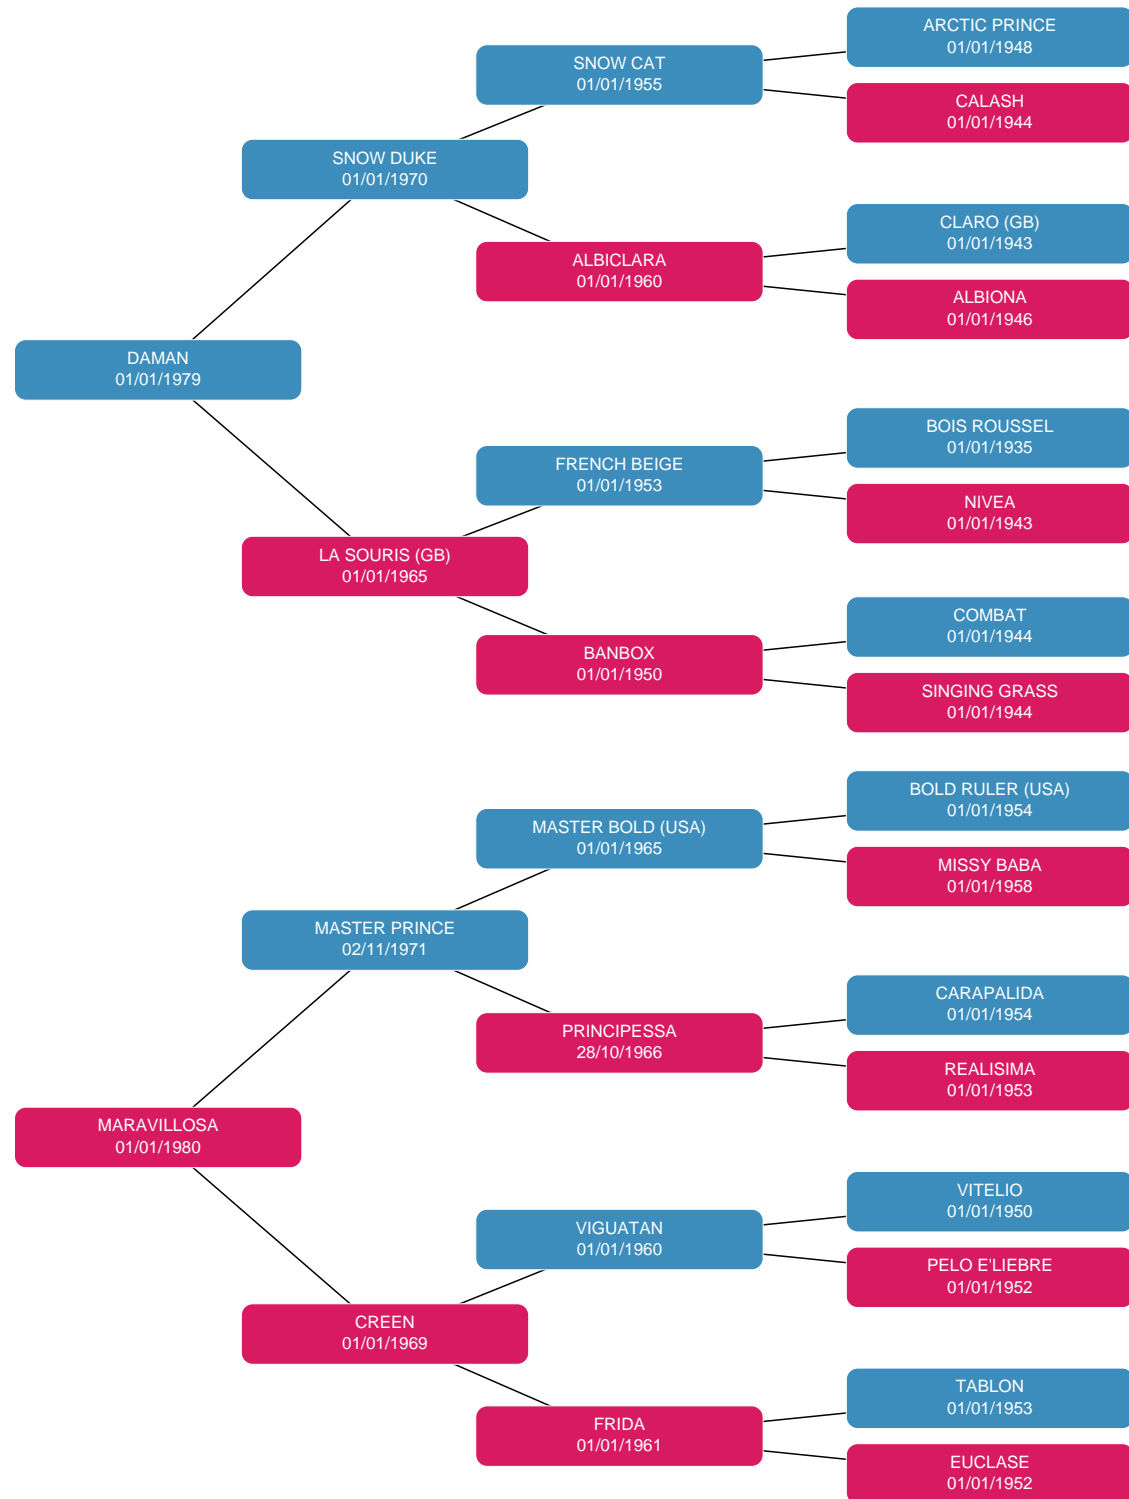 ARCTIC PRINCE
01/01/1948
SNOW CAT
01/01/1955
CALASH
01/01/1944
SNOW DUKE
01/01/1970
CLARO (GB)
01/01/1943
ALBICLARA
01/01/1960
ALBIONA
01/01/1946
DAMAN
01/01/1979
BOIS ROUSSEL
01/01/1935
FRENCH BEIGE
01/01/1953
NIVEA
01/01/1943
LA SOURIS (GB)
01/01/1965
COMBAT
01/01/1944
BANBOX
01/01/1950
SINGING GRASS
01/01/1944
BOLD RULER (USA)
01/01/1954
MASTER BOLD (USA)
01/01/1965
MISSY BABA
01/01/1958
MASTER PRINCE
02/11/1971
CARAPALIDA
01/01/1954
PRINCIPESSA
28/10/1966
REALISIMA
01/01/1953
MARAVILLOSA
01/01/1980
VITELIO
01/01/1950
VIGUATAN
01/01/1960
PELO E'LIEBRE
01/01/1952
CREEN
01/01/1969
TABLON
01/01/1953
FRIDA
01/01/1961
EUCLASE
01/01/1952